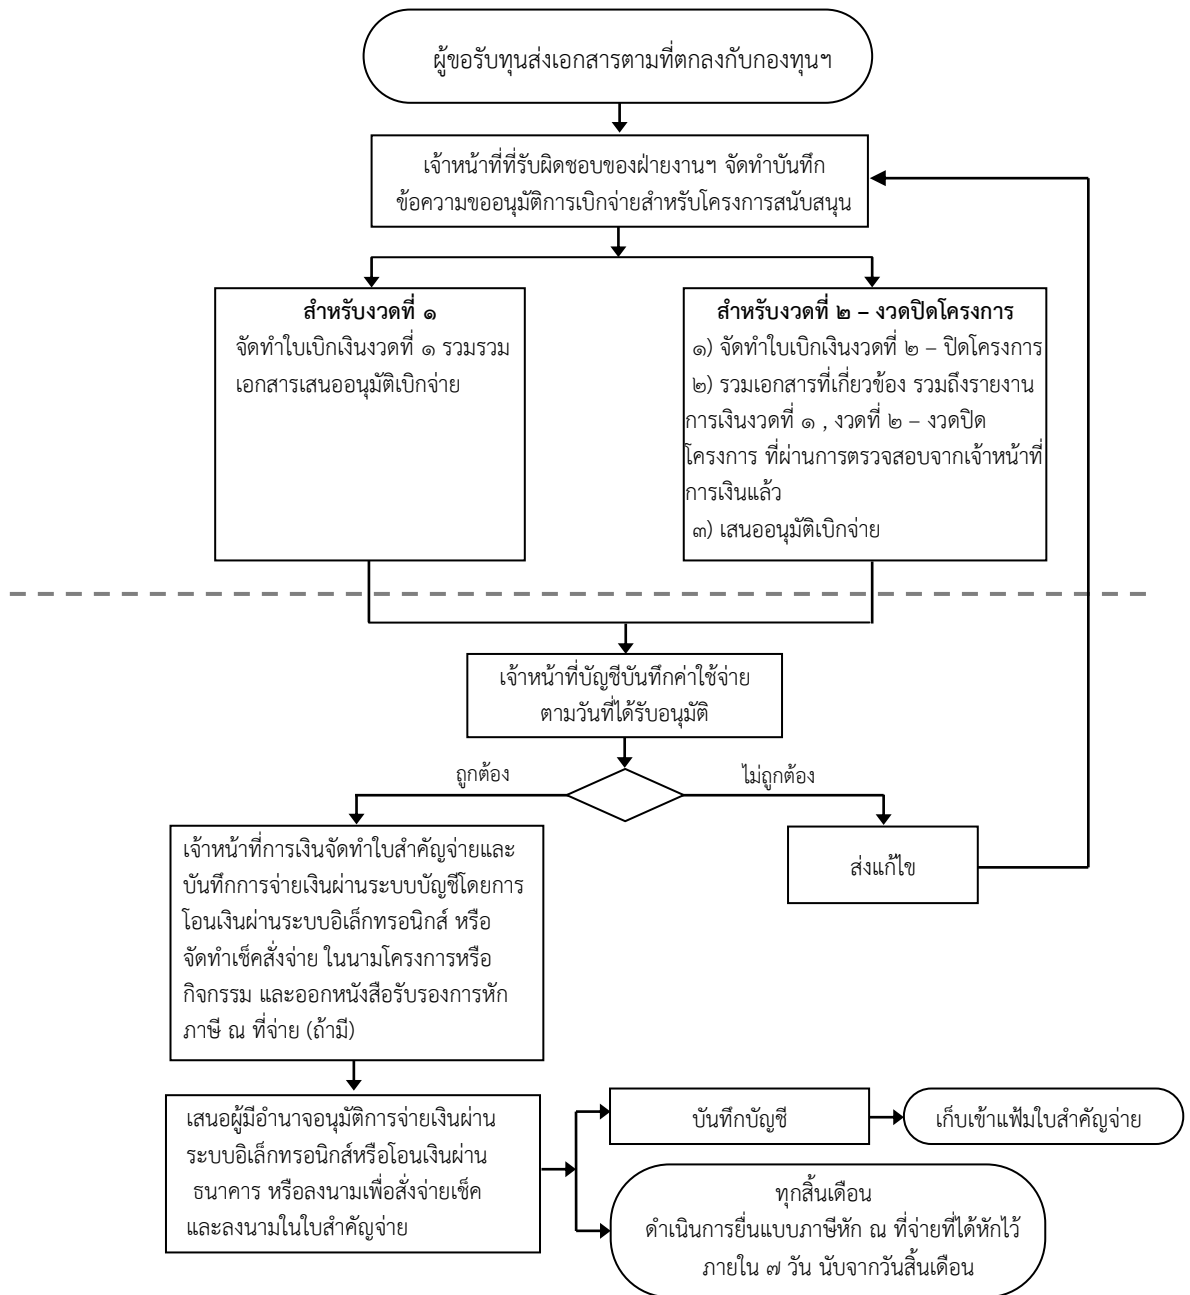 ผู้ขอรับทุนส่งเอกสารตามที่ตกลงกับกองทุนฯ
เจ้าหน้าที่ที่รับผิดชอบของฝ่ายงานฯ จัดทำบันทึก
ข้อความขออนุมัติการเบิกจ่ายสำหรับโครงการสนับสนุน
สำหรับงวดที่ ๑
จัดทำใบเบิกเงินงวดที่ ๑ รวมรวม
เอกสารเสนออนุมัติเบิกจ่าย
สำหรับงวดที่ ๒ – งวดปิดโครงการ
๑) จัดทำใบเบิกเงินงวดที่ ๒ – ปิดโครงการ
๒) รวมเอกสารที่เกี่ยวข้อง รวมถึงรายงาน
การเงินงวดที่ ๑ , งวดที่ ๒ – งวดปิด
โครงการ ที่ผ่านการตรวจสอบจากเจ้าหน้าที่
การเงินแล้ว
๓) เสนออนุมัติเบิกจ่าย
เจ้าหน้าที่บัญชีบันทึกค่าใช้จ่าย
ตามวันที่ได้รับอนุมัติ
ถูกต้อง
ไม่ถูกต้อง
เจ้าหน้าที่การเงินจัดทำใบสำคัญจ่ายและ
บันทึกการจ่ายเงินผ่านระบบบัญชีโดยการ
โอนเงินผ่านระบบอิเล็กทรอนิกส์ หรือ
จัดทำเช็คสั่งจ่าย ในนามโครงการหรือ
กิจกรรม และออกหนังสือรับรองการหัก
ภาษี ณ ที่จ่าย (ถ้ามี)
ส่งแก้ไข
เสนอผู้มีอำนาจอนุมัติการจ่ายเงินผ่าน
ระบบอิเล็กทรอนิกส์หรือโอนเงินผ่าน
ธนาคาร หรือลงนามเพื่อสั่งจ่ายเช็ค
และลงนามในใบสำคัญจ่าย
บันทึกบัญชี
เก็บเข้าแฟ้มใบสำคัญจ่าย
ทุกสิ้นเดือน
ดำเนินการยื่นแบบภาษีหัก ณ ที่จ่ายที่ได้หักไว้
ภายใน ๗ วัน นับจากวันสิ้นเดือน